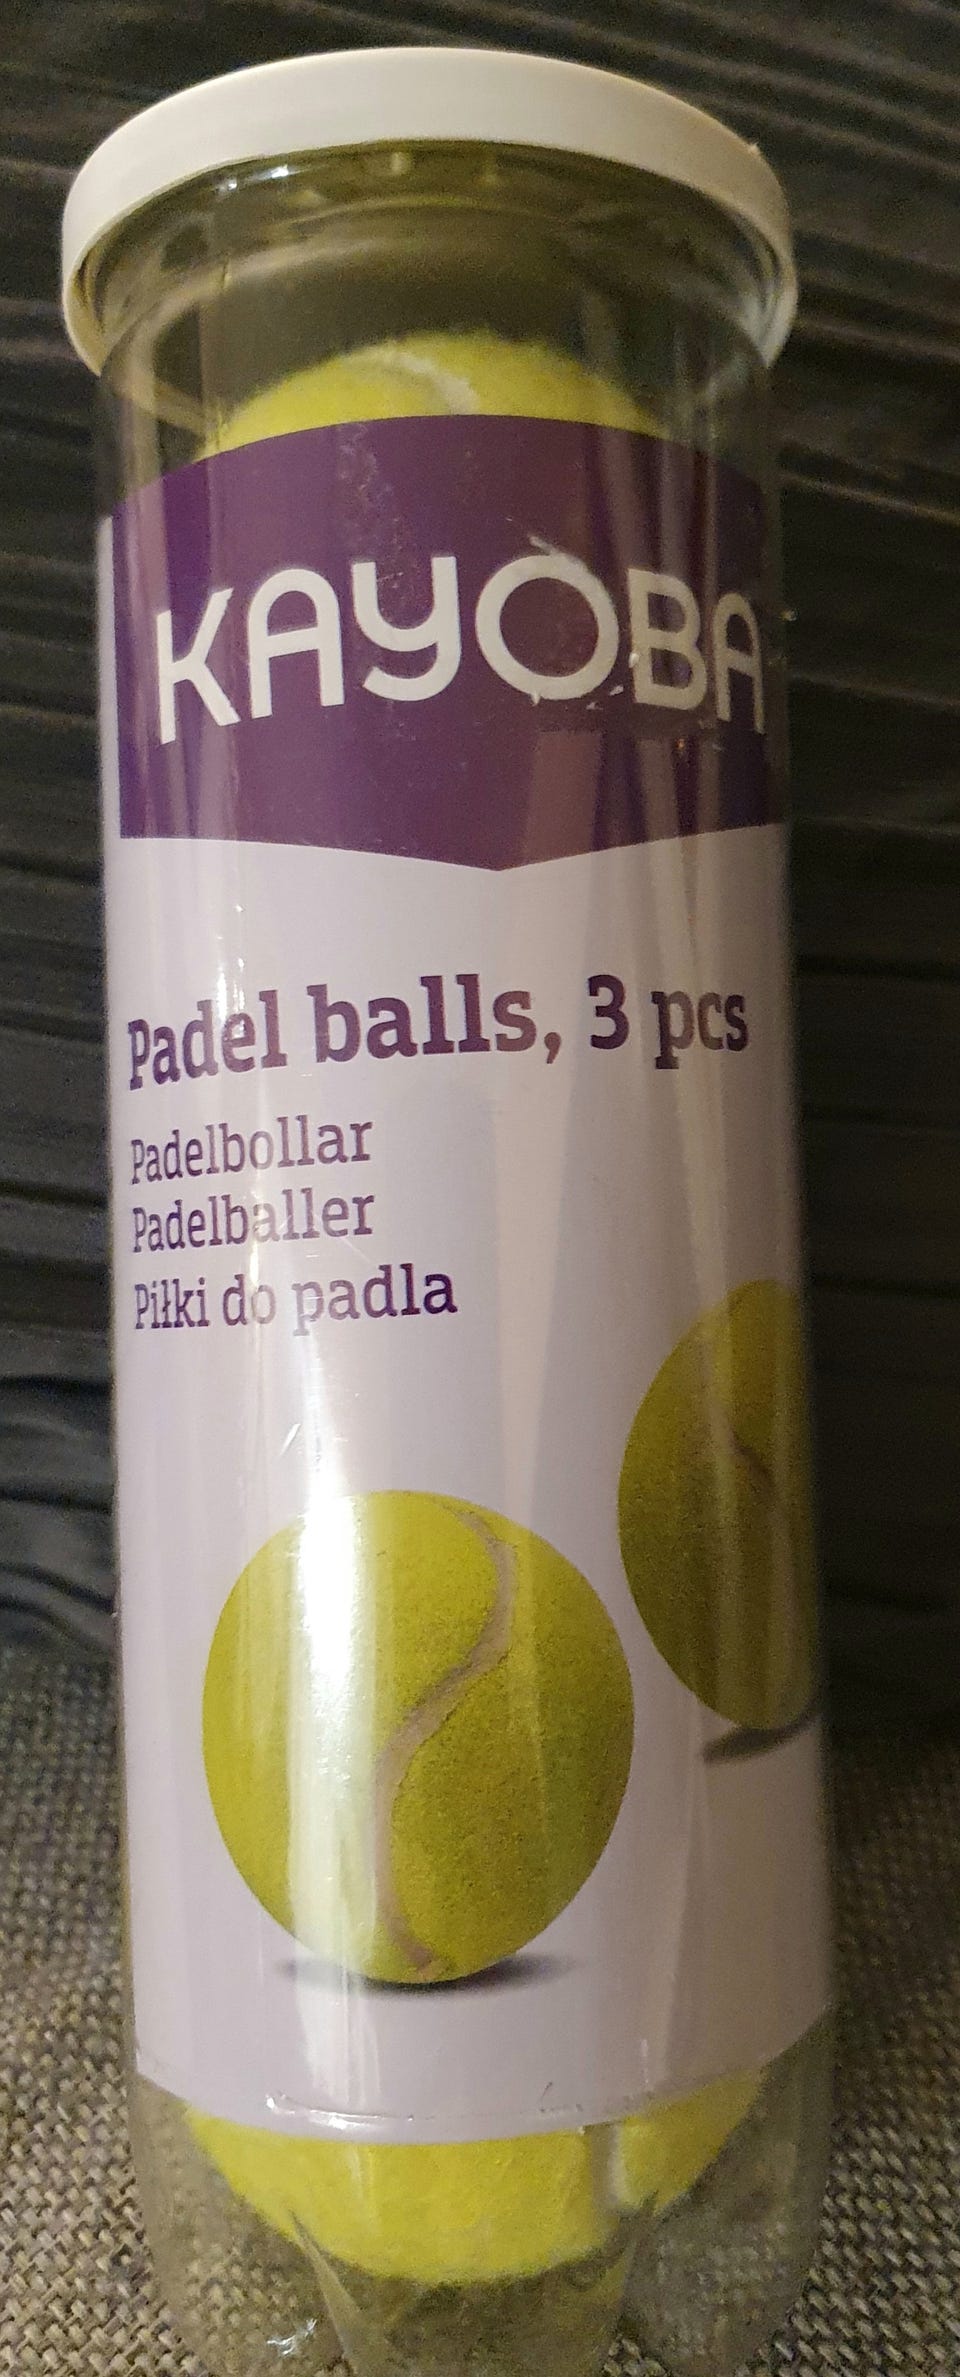 KAYOBA
Padel balls, 3 pcs
Padelbollar
Padelballer
Piłki do padla